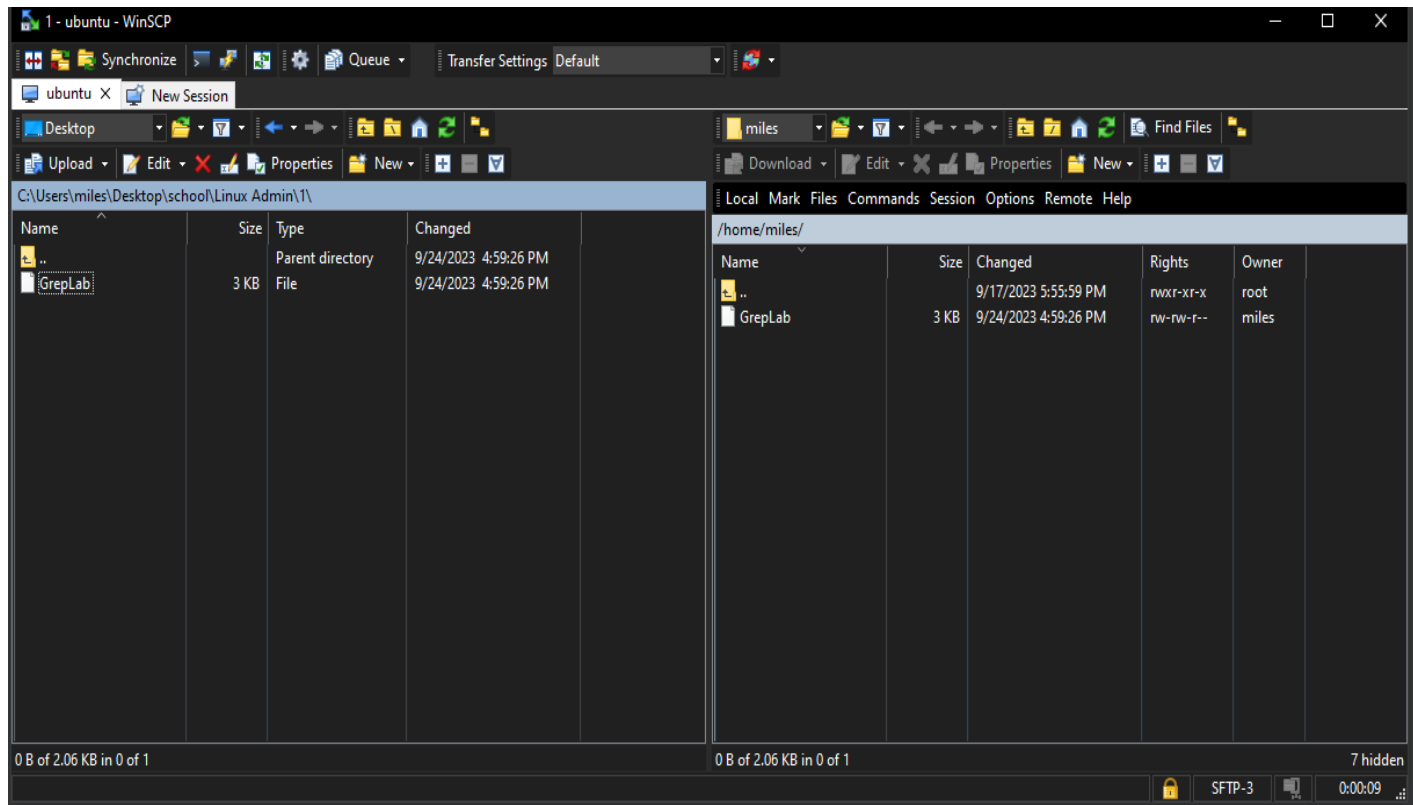 1 - ubuntu - WinSCP
Synchronize Queue Transfer Settings Default
ubuntu X New Session
Desktop
Upload Edit Properties New
C:\Users\miles\Desktop\school\Linux Admin\1\
Name Size Type Changed
.. Parent directory 9/24/2023 4:59:26 PM
GrepLab 3 KB File 9/24/2023 4:59:26 PM
0 B of 2.06 KB in 0 of 1
miles Find Files
Download Edit Properties New
Local Mark Files Commands Session Options Remote Help
/home/miles/
Name Size Changed Rights Owner
.. 9/17/2023 5:55:59 PM rwxr-xr-x root
GrepLab 3 KB 9/24/2023 4:59:26 PM rw-rw-r-- miles
0 B of 2.06 KB in 0 of 1 7 hidden
SFTP-3 0:00:09